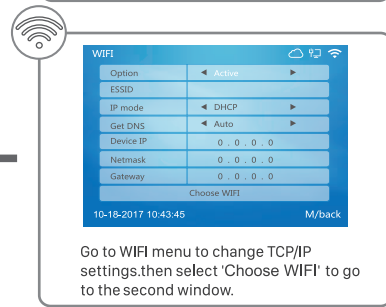 WIFI
Option ◀ Active ▶
ESSID
IP mode ◀ DHCP ▶
Get DNS ◀ Auto ▶
Device IP 0 . 0 . 0 . 0
Netmask 0 . 0 . 0 . 0
Gateway 0 . 0 . 0 . 0
Choose WIFI
10-18-2017 10:43:45 M/back
Go to WIFI menu to change TCP/IP
settings.then select 'Choose WIFI' to go
to the second window.